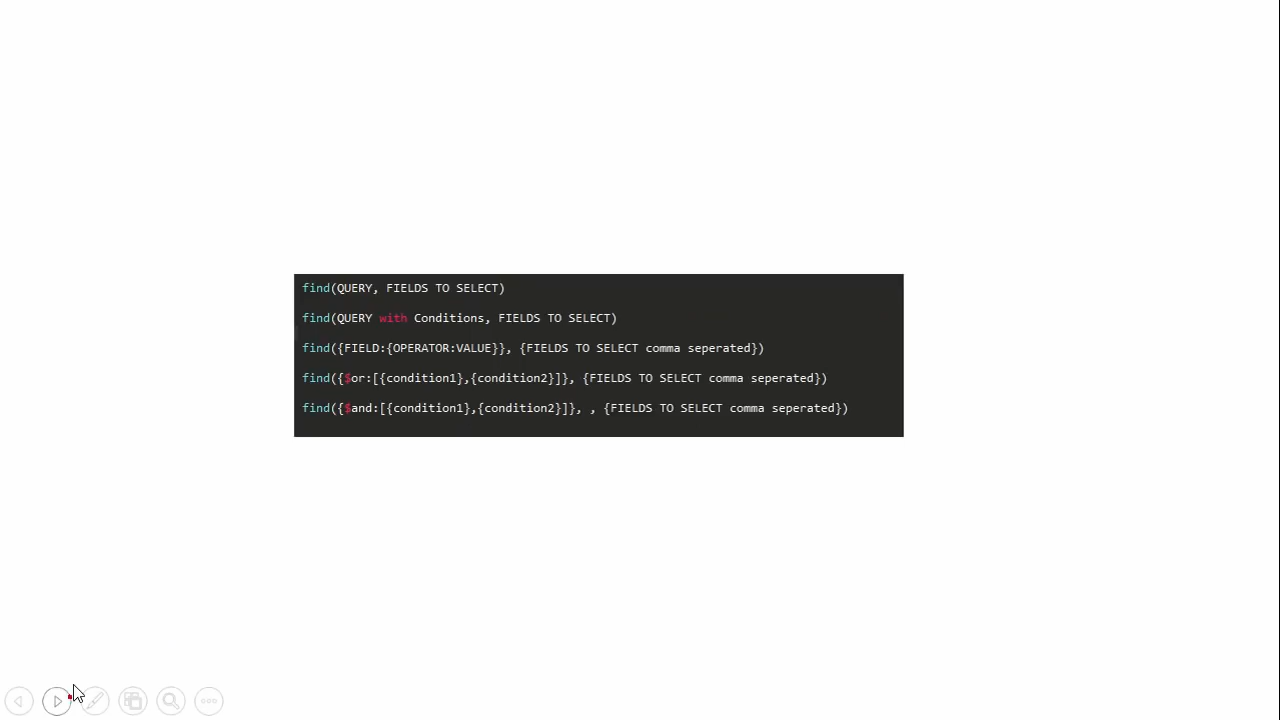 find(QUERY, FIELDS TO SELECT)
find(QUERY with Conditions, FIELDS TO SELECT)
find({FIELD:{OPERATOR:VALUE}}, {FIELDS TO SELECT comma seperated})
find({$or:[{condition1},{condition2}]}, {FIELDS TO SELECT comma seperated})
find({$and:[{condition1},{condition2}]}, , {FIELDS TO SELECT comma seperated})